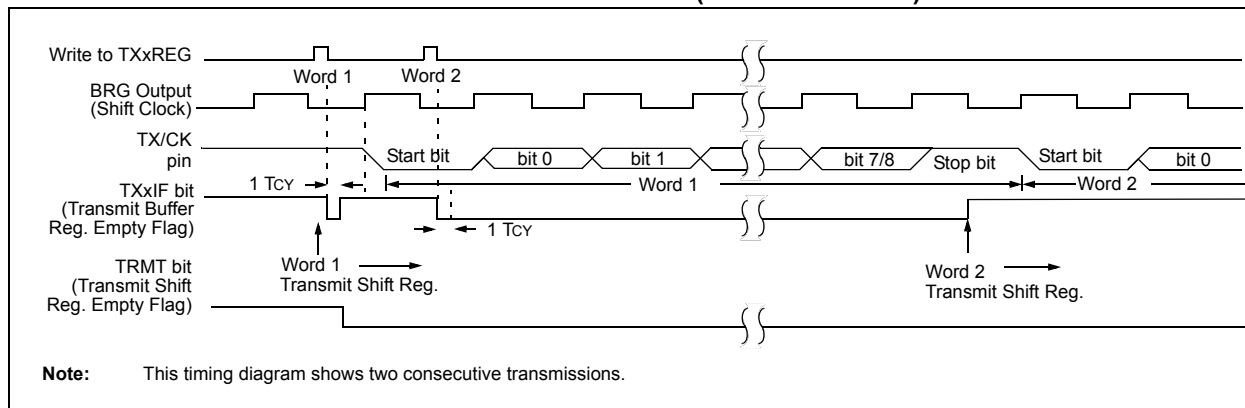 Write to TXxREG
Word 1
Word 2
BRG Output
(Shift Clock)
TX/CK
pin
Start bit
bit 0
bit 1
bit 7/8
Stop bit
Start bit
bit 0
1 TCY
Word 1
Word 2
TXxIF bit
(Transmit Buffer
Reg. Empty Flag)
1 TCY
Word 1
Transmit Shift Reg.
Word 2
Transmit Shift Reg.
TRMT bit
(Transmit Shift
Reg. Empty Flag)
Note: This timing diagram shows two consecutive transmissions.